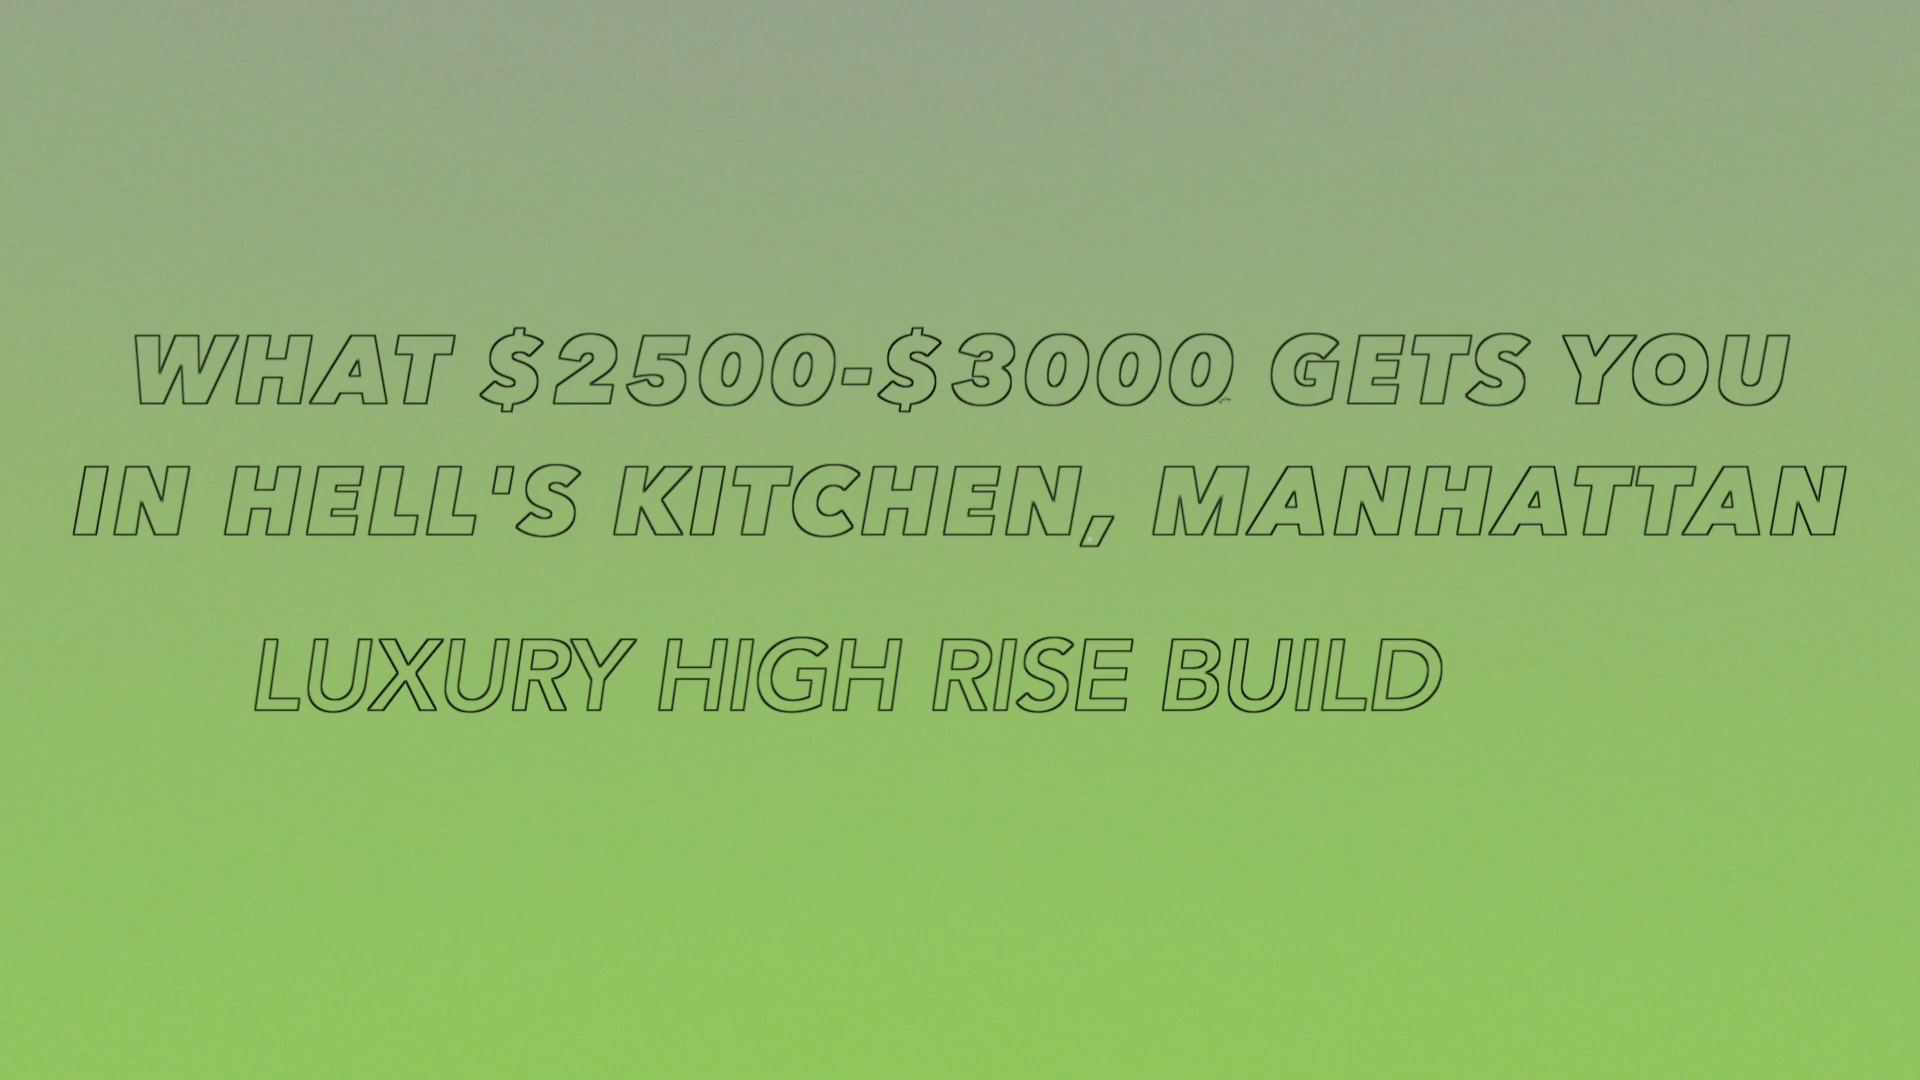 WHAT $2500-$3000 GETS YOU
IN HELL'S KITCHEN, MANHATTAN
LUXURY HIGH RISE BUILD